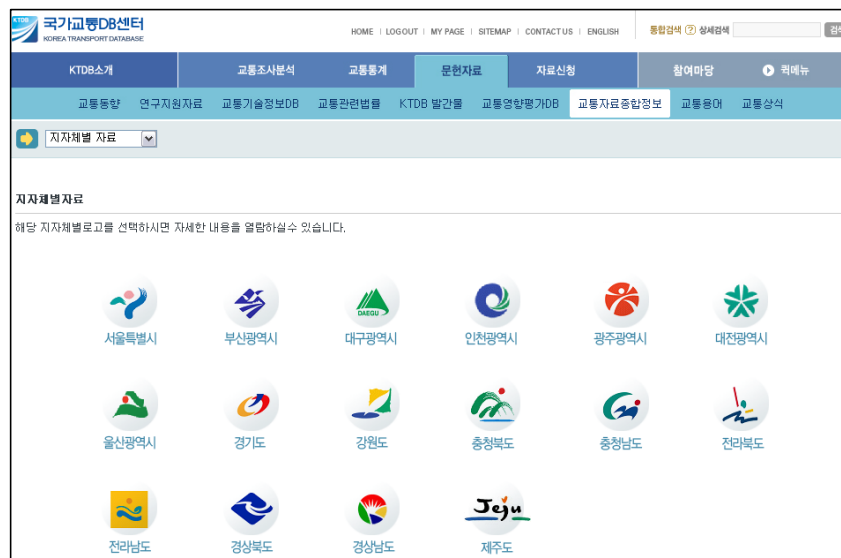 KTDB 국가교통DB센터
KOREA TRANSPORT DATABASE
HOME | LOGOUT | MY PAGE | SITEMAP | CONTACT US | ENGLISH
통합검색 ? 상세검색
KTDB소개 교통조사분석 교통통계 문헌자료 자료신청 참여마당 퀵메뉴
교통동향 연구지원자료 교통기술정보DB 교통관련법률 KTDB 발간물 교통영향평가DB 교통자료종합정보 교통용어 교통상식
지자체별 자료
지자체별자료
해당 지자체별로고를 선택하시면 자세한 내용을 열람하실수 있습니다.
DAEGU
서울특별시 부산광역시 대구광역시 인천광역시 광주광역시 대전광역시
울산광역시 경기도 강원도 충청북도 충청남도 전라북도
Jeju
전라남도 경상북도 경상남도 제주도